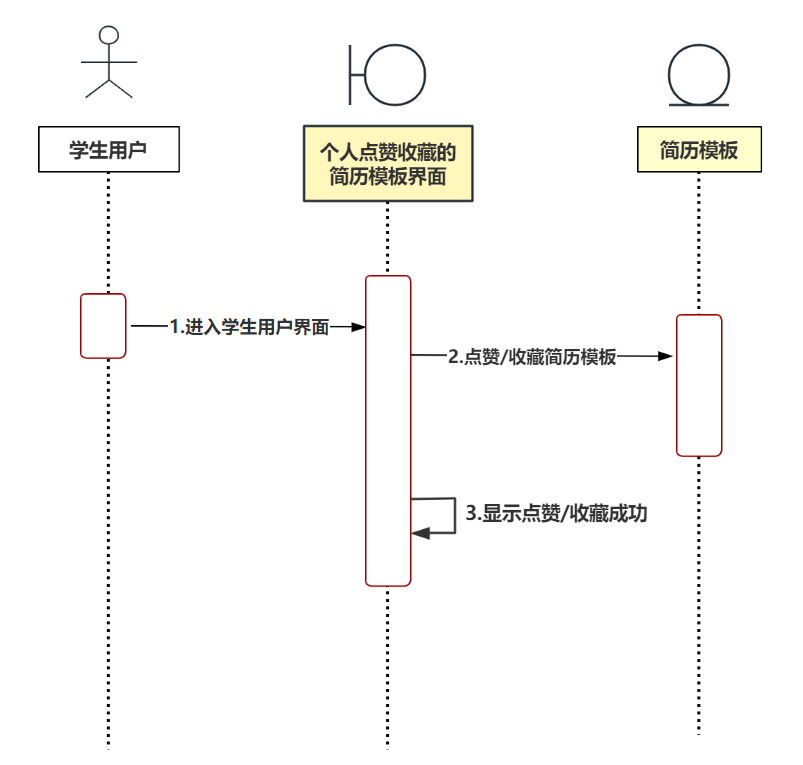 学生用户
个人点赞收藏的
简历模板界面
简历模板
1.进入学生用户界面
2.点赞/收藏简历模板
3.显示点赞/收藏成功